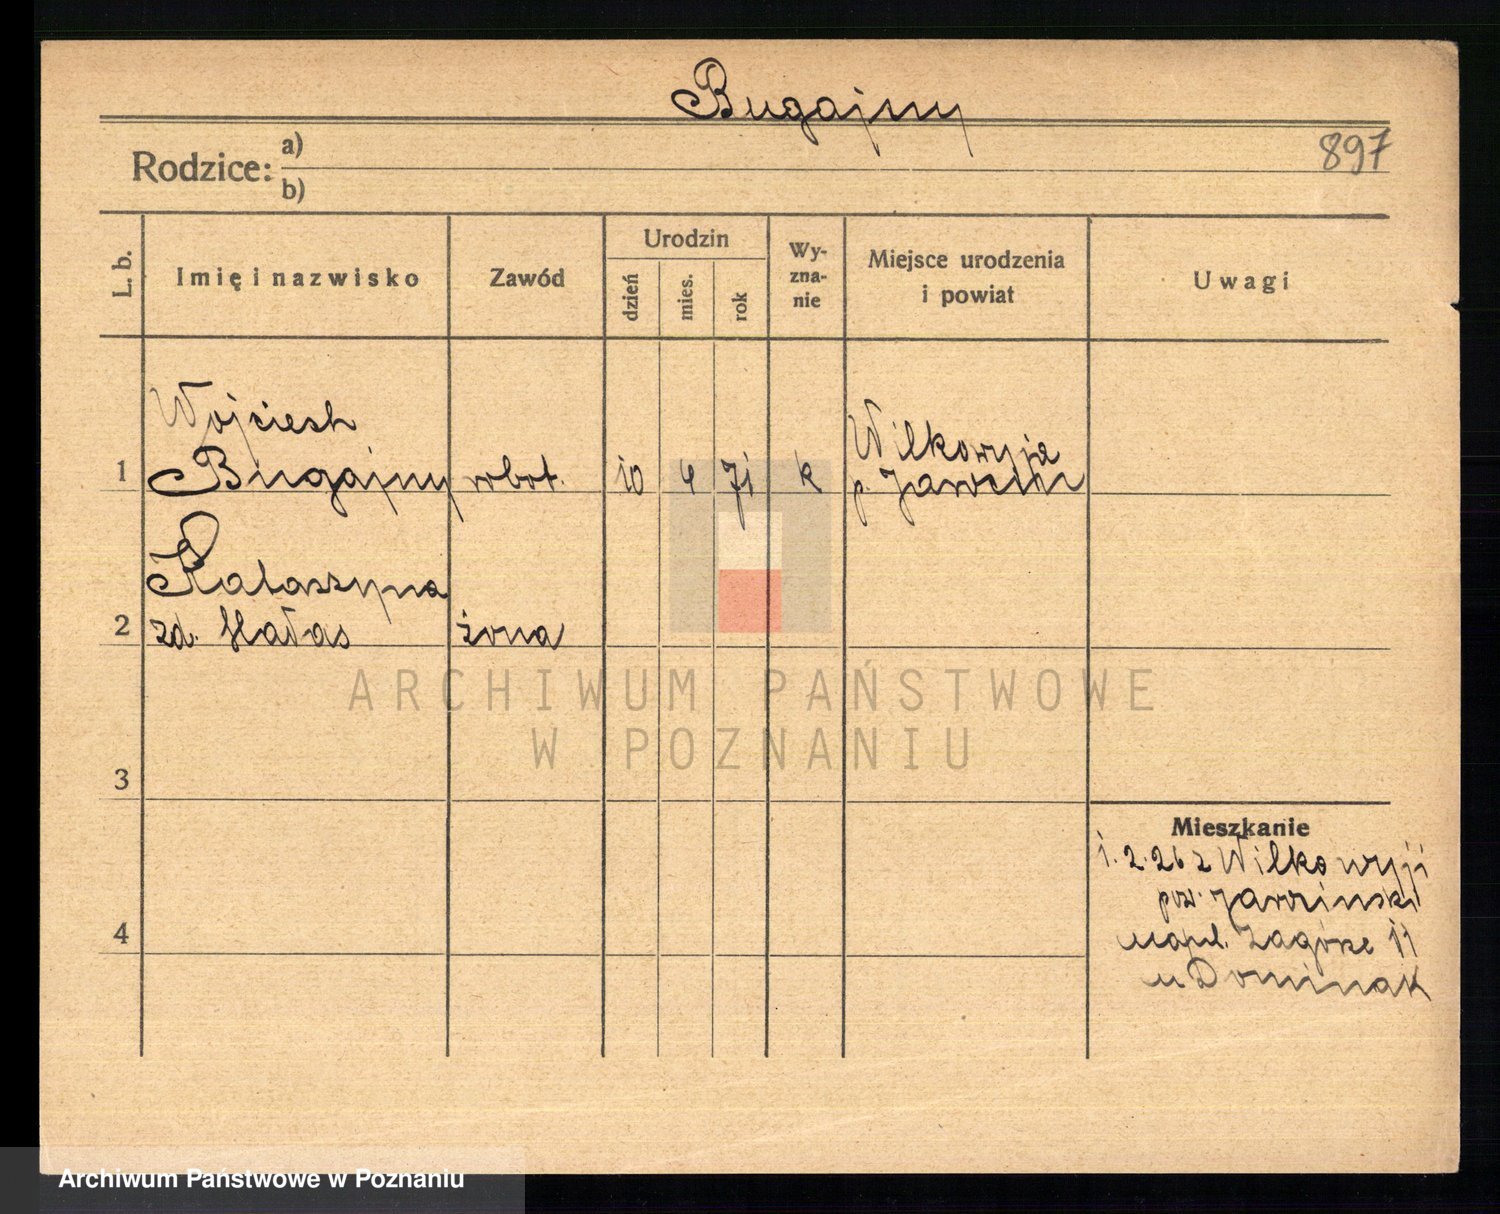 Bugajny
897
Rodzice: a)
b)
L. b.
Imię i nazwisko
Zawód
Urodzin
dzień
mies.
rok
Wy-
zna-
nie
Miejsce urodzenia
i powiat
Uwagi
Wojciech
1 Bugajny robot. 10 4 71 k
Wilkowyja
p. Jarocin
Katarzyna
2 zd. Hałas żona
ARCHIWUM PAŃSTWOWE
W POZNANIU
3
4
Mieszkanie
1. 2. 26 z Wilkowyji
pow. Jarociński
Zagórze 11
u Dominiak
Archiwum Państwowe w Poznaniu